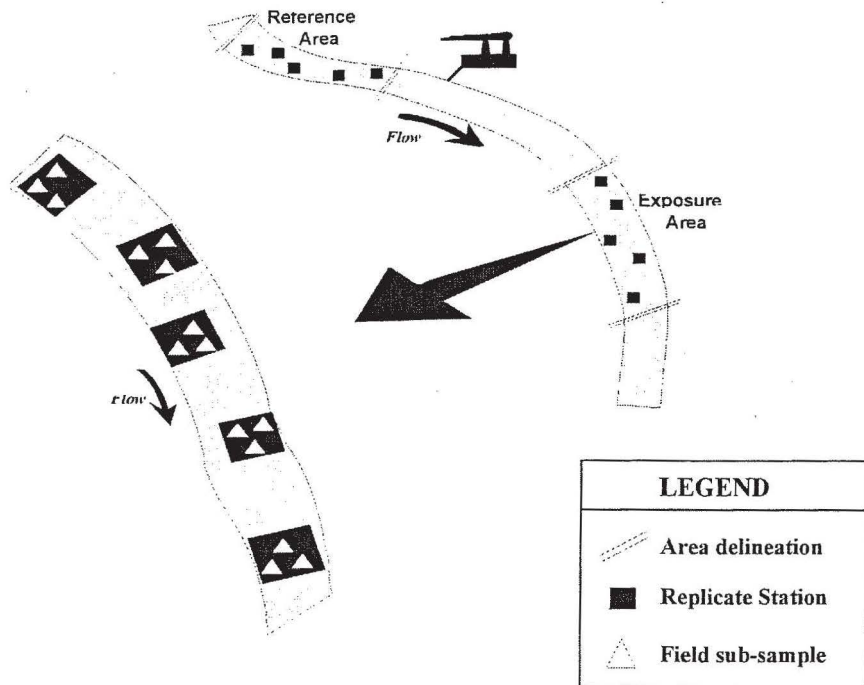 Reference
Area
Flow
Exposure
Area
Flow
LEGEND
Area delineation
Replicate Station
Field sub-sample